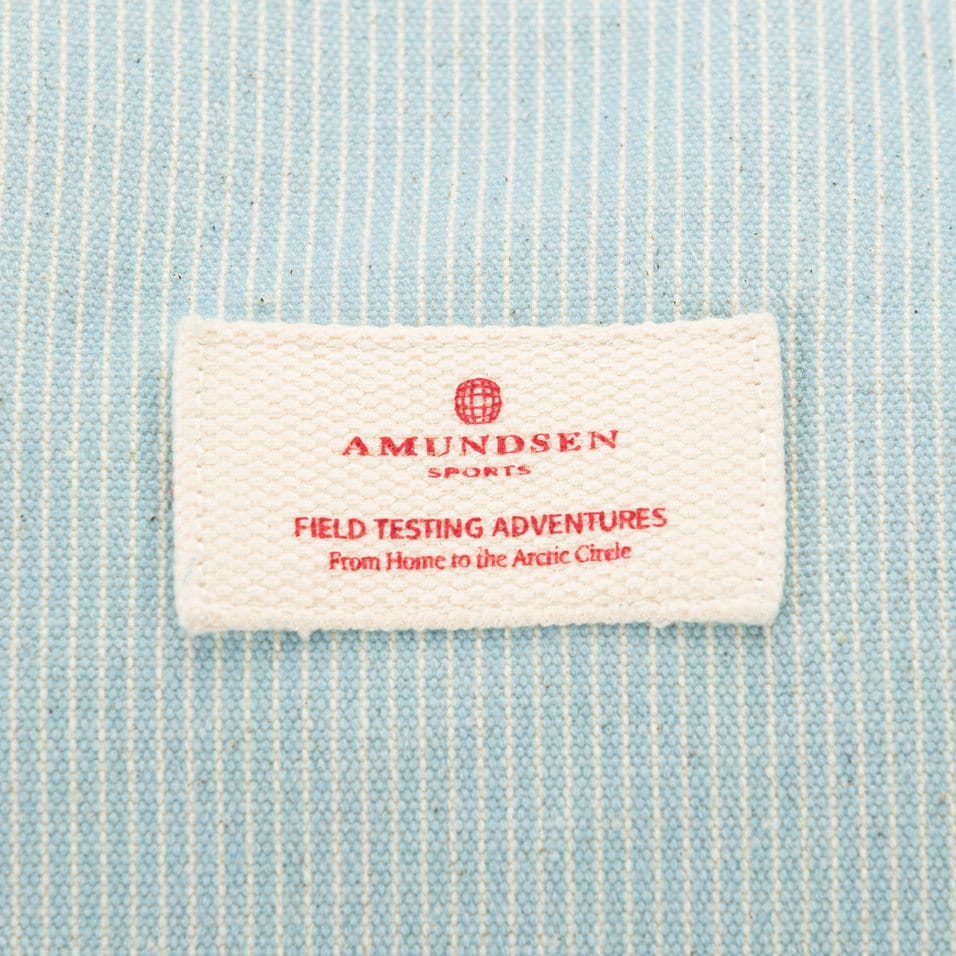 AMUNDSEN
SPORTS
FIELD TESTING ADVENTURES
From Home to the Arctic Circle